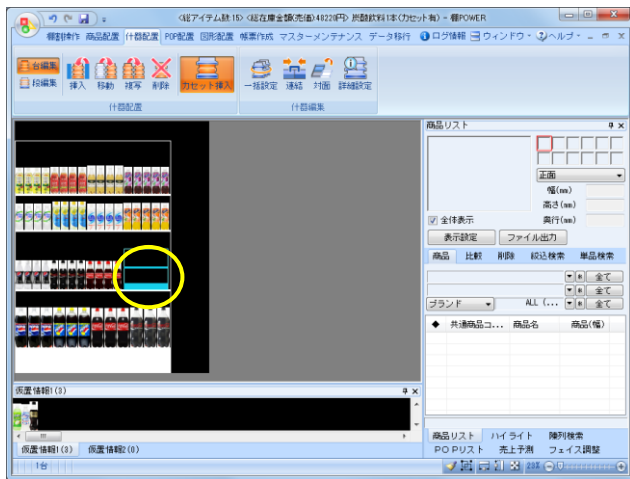 <総アイテム数:15> <総在庫金額(売価)48220円> 炭酸飲料1本(カセット有) - 棚POWER
棚割制作 商品配置 什器配置 POP配置 図形配置 帳票作成 マスターメンテナンス データ移行 ログ情報 ウィンドウ ヘルプ
台編集
段編集
挿入 移動 複写 削除 カセット挿入 一括設定 連結 対面 詳細設定
什器配置 什器編集
商品リスト
正面
幅(mm)
高さ(mm)
全体表示 奥行(mm)
表示設定 ファイル出力
商品 比較 削除 絞込検索 単品検索
* 全て
* 全て
ブランド ALL (... * 全て
◆ 共通商品コ... 商品名 商品(幅)
仮置情報1(3)
仮置情報1(3) 仮置情報2(0)
商品リスト ハイライト 陳列検索
POPリスト 売上予測 フェイス調整
1台 23%